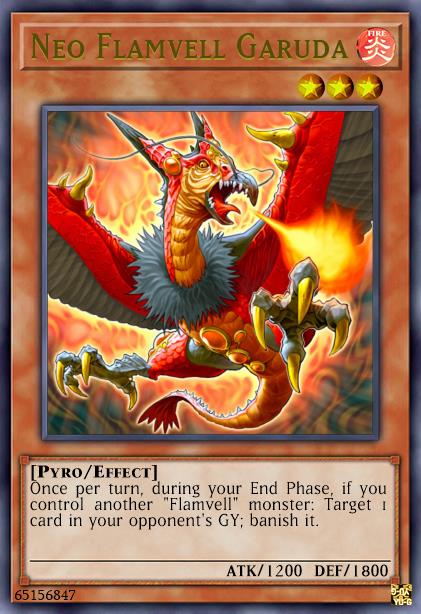 NEO FLAMVELL GARUDA
FIRE
炎
[PYRO/EFFECT]
Once per turn, during your End Phase, if you
control another "Flamvell" monster: Target 1
card in your opponent's GY; banish it.
ATK/1200 DEF/1800
65156847